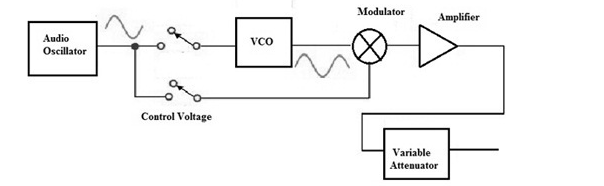 Modulator
Amplifier
Audio
Oscillator
VCO
Control Voltage
Variable
Attenuator